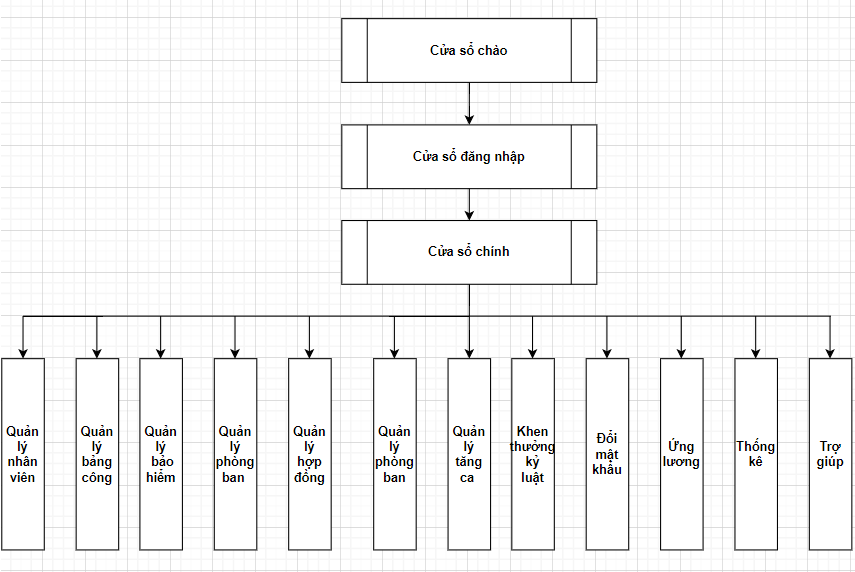 Cửa sổ chào
Cửa sổ đăng nhập
Cửa sổ chính
Quản
lý
nhân
viên
Quản
lý
bảng
công
Quản
lý
bảo
hiểm
Quản
lý
phòng
ban
Quản
lý
hợp
đồng
Quản
lý
phòng
ban
Quản
lý
tăng
ca
Khen
thưởng
kỷ
luật
Đổi
mật
khẩu
Ứng
lương
Thống
kê
Trợ
giúp